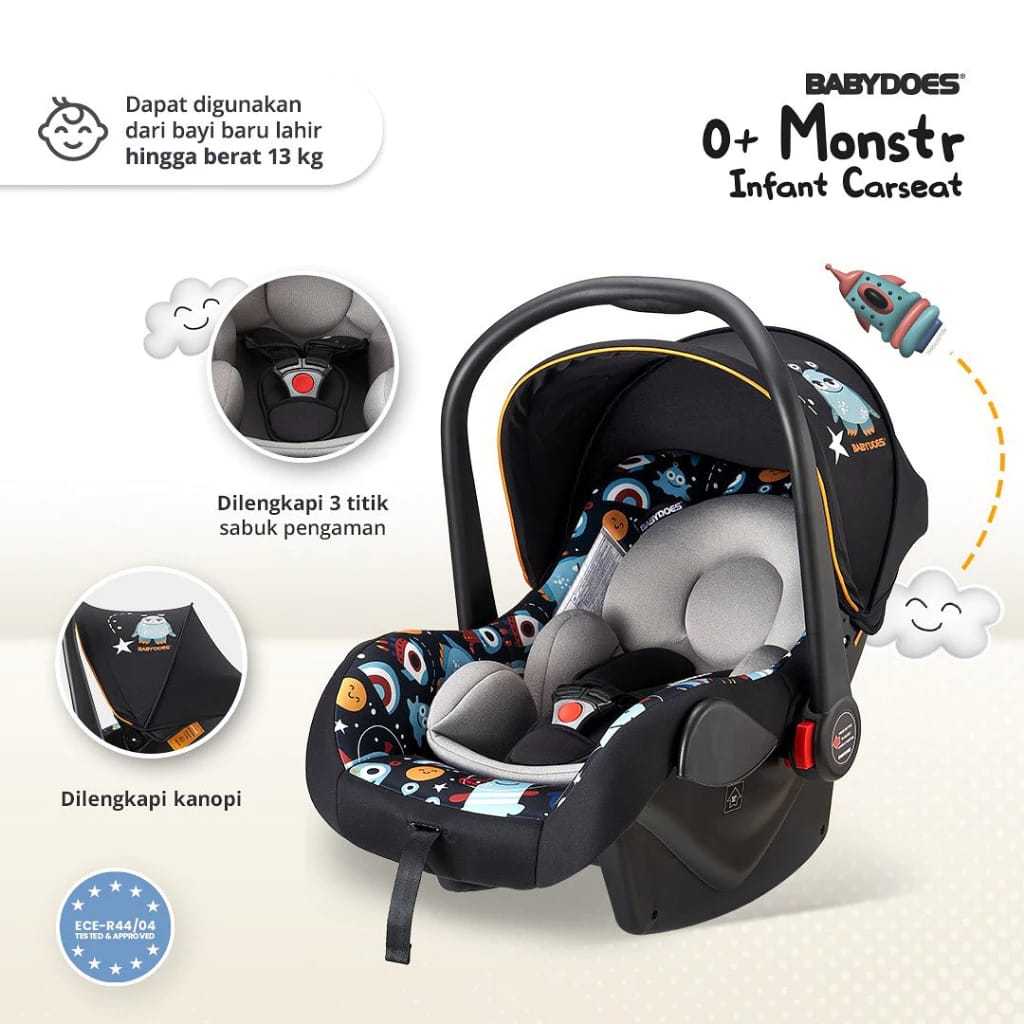 Dapat digunakan
dari bayi baru lahir
hingga berat 13 kg
BABYDOES®
0+ Monstr
Infant Carseat
Dilengkapi 3 titik
sabuk pengaman
BABYDOES
BABYDOES
BABYDOES
Dilengkapi kanopi
ECE-R44/04
TESTED & APPROVED